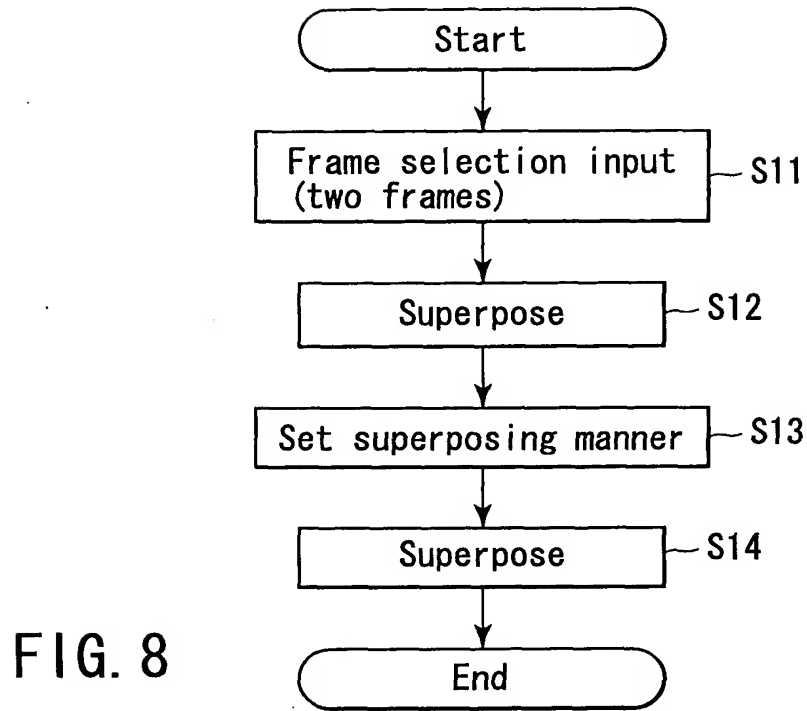 Start
Frame selection input
(two frames)
S11
Superpose
S12
Set superposing manner
S13
Superpose
S14
End
FIG. 8